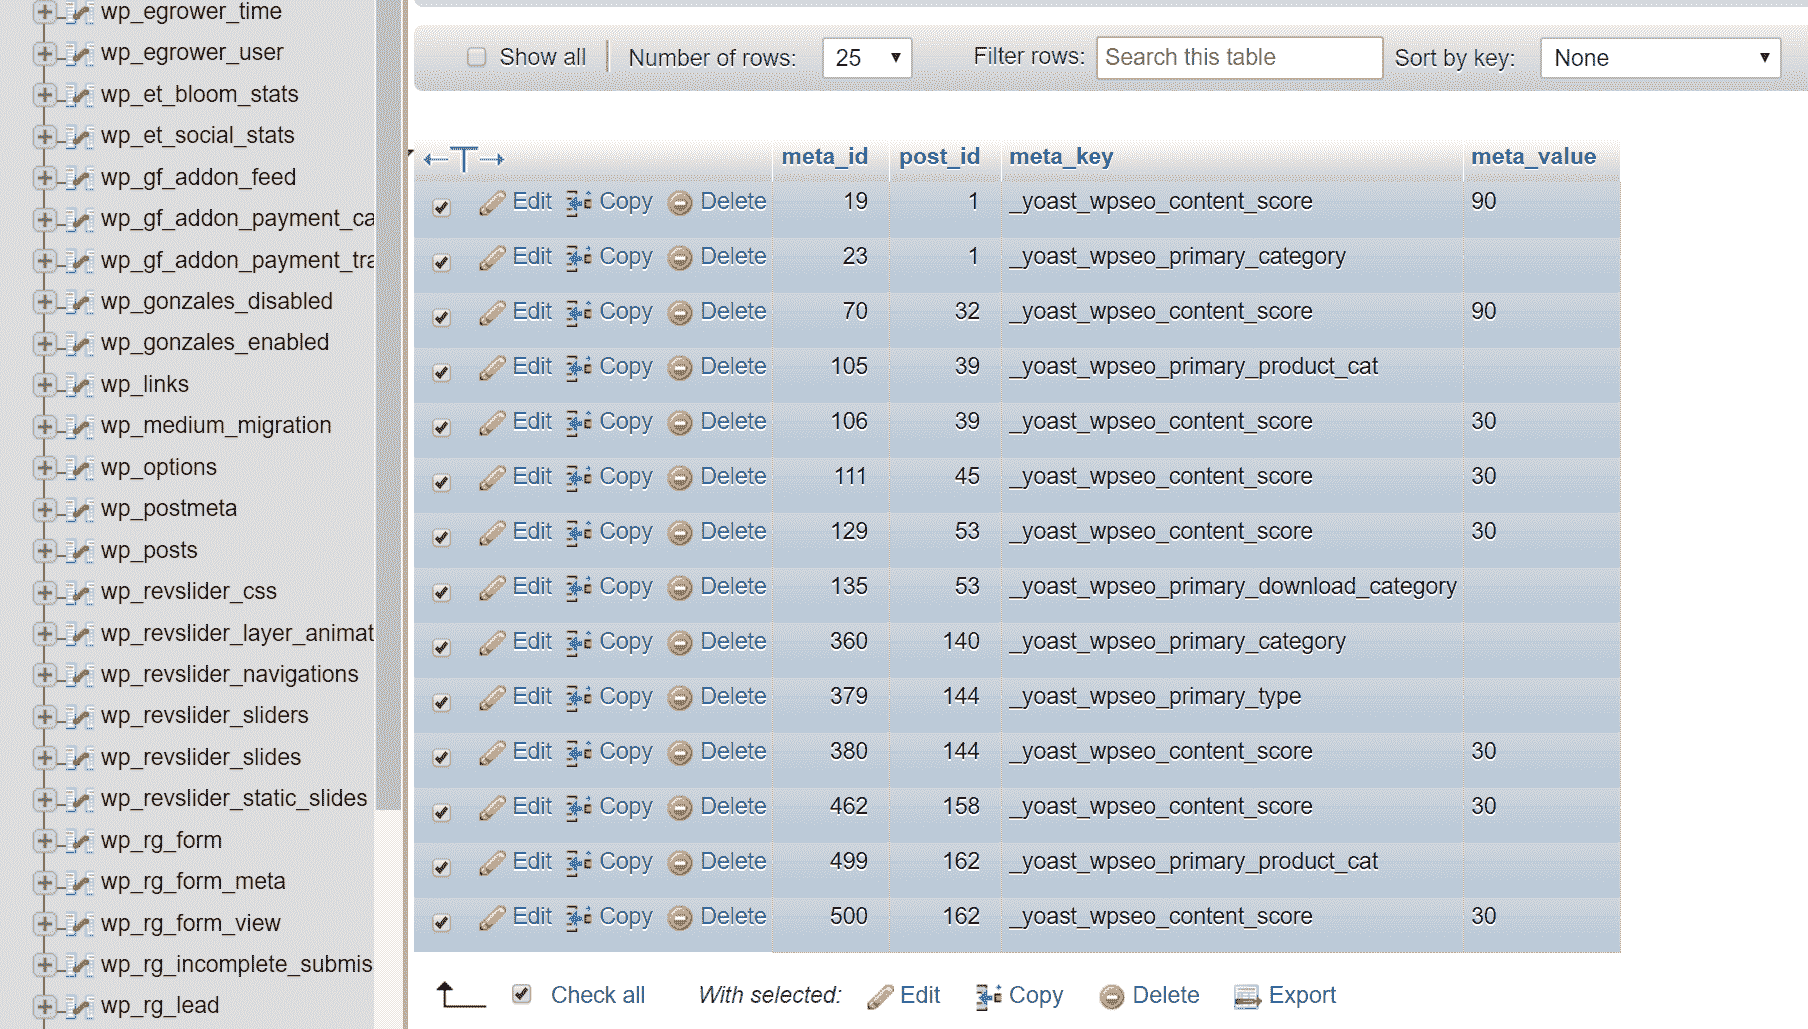 wp_egrower_time
wp_egrower_user
wp_et_bloom_stats
wp_et_social_stats
wp_gf_addon_feed
wp_gf_addon_payment_ca
wp_gf_addon_payment_tra
wp_gonzales_disabled
wp_gonzales_enabled
wp_links
wp_medium_migration
wp_options
wp_postmeta
wp_posts
wp_revslider_css
wp_revslider_layer_animat
wp_revslider_navigations
wp_revslider_sliders
wp_revslider_slides
wp_revslider_static_slides
wp_rg_form
wp_rg_form_meta
wp_rg_form_view
wp_rg_incomplete_submis
wp_rg_lead
Show all Number of rows: 25 Filter rows: Search this table Sort by key: None
meta_id post_id meta_key meta_value
Edit Copy Delete 19 1 _yoast_wpseo_content_score 90
Edit Copy Delete 23 1 _yoast_wpseo_primary_category
Edit Copy Delete 70 32 _yoast_wpseo_content_score 90
Edit Copy Delete 105 39 _yoast_wpseo_primary_product_cat
Edit Copy Delete 106 39 _yoast_wpseo_content_score 30
Edit Copy Delete 111 45 _yoast_wpseo_content_score 30
Edit Copy Delete 129 53 _yoast_wpseo_content_score 30
Edit Copy Delete 135 53 _yoast_wpseo_primary_download_category
Edit Copy Delete 360 140 _yoast_wpseo_primary_category
Edit Copy Delete 379 144 _yoast_wpseo_primary_type
Edit Copy Delete 380 144 _yoast_wpseo_content_score 30
Edit Copy Delete 462 158 _yoast_wpseo_content_score 30
Edit Copy Delete 499 162 _yoast_wpseo_primary_product_cat
Edit Copy Delete 500 162 _yoast_wpseo_content_score 30
Check all With selected: Edit Copy Delete Export